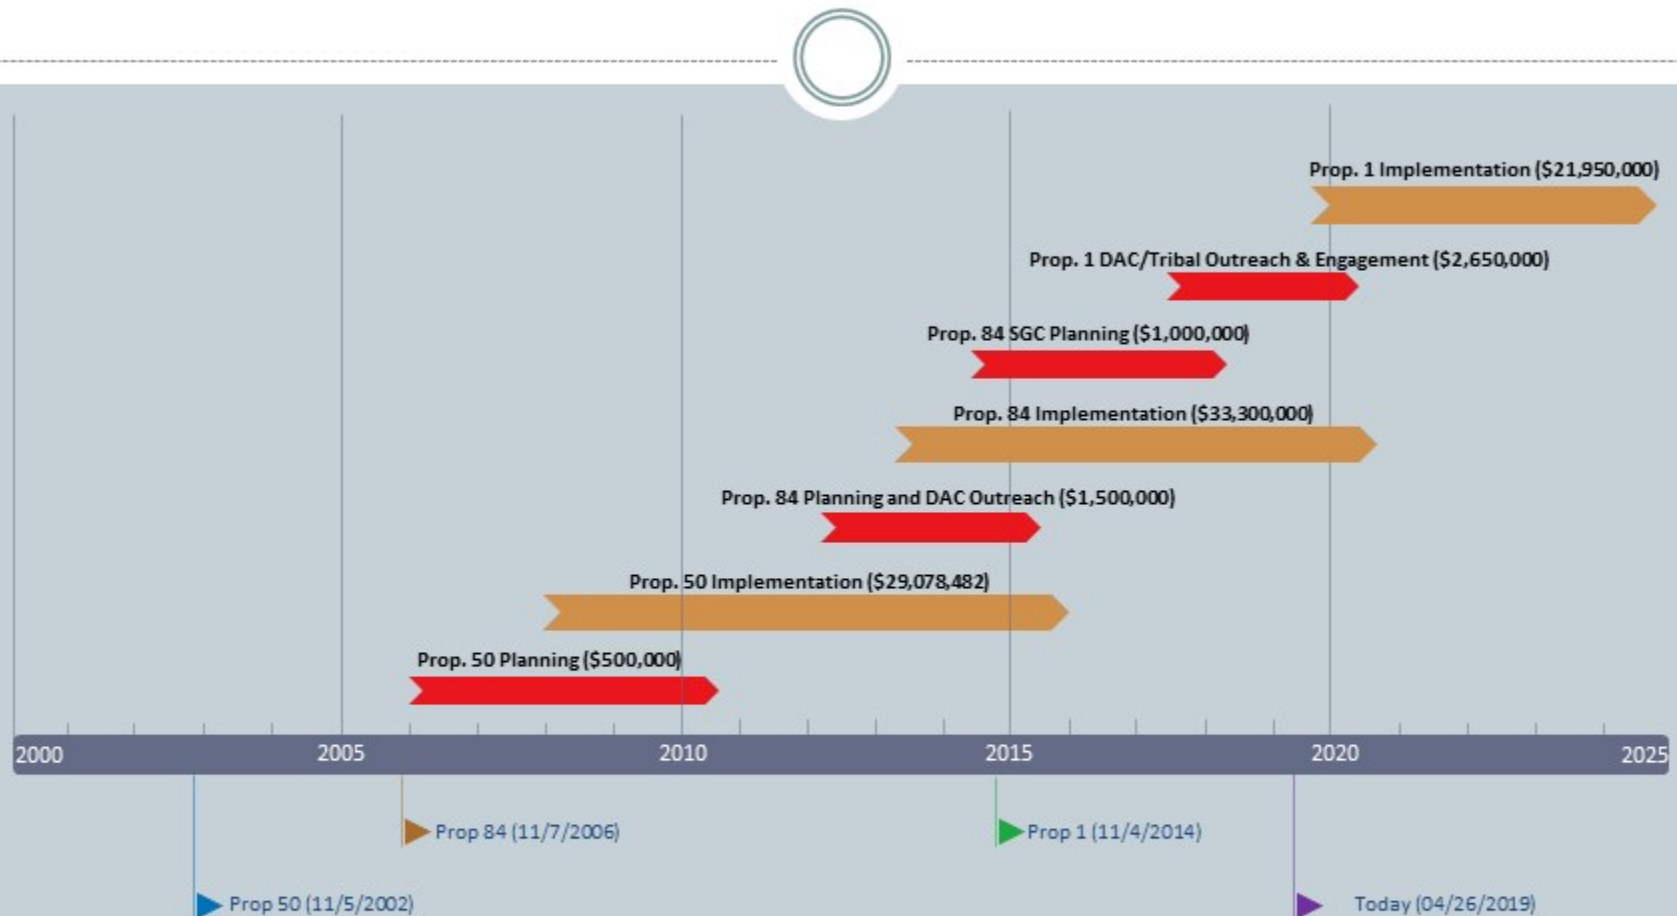 Prop. 1 Implementation ($21,950,000)
Prop. 1 DAC/Tribal Outreach & Engagement ($2,650,000)
Prop. 84 SGC Planning ($1,000,000)
Prop. 84 Implementation ($33,300,000)
Prop. 84 Planning and DAC Outreach ($1,500,000)
Prop. 50 Implementation ($29,078,482)
Prop. 50 Planning ($500,000)
2000 2005 2010 2015 2020 2025
Prop 84 (11/7/2006) Prop 1 (11/4/2014)
Prop 50 (11/5/2002) Today (04/26/2019)